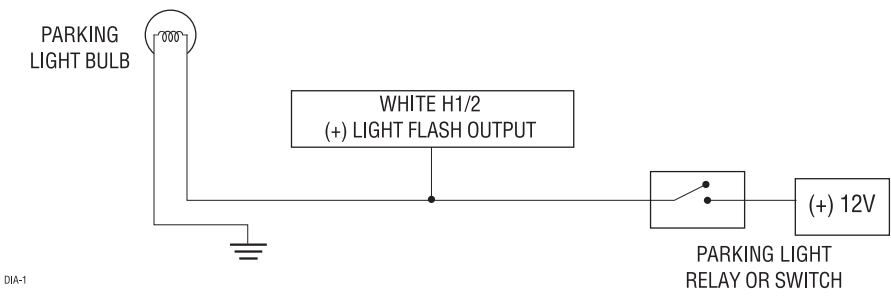 PARKING
LIGHT BULB
WHITE H1/2
(+) LIGHT FLASH OUTPUT
(+) 12V
PARKING LIGHT
RELAY OR SWITCH
DIA-1